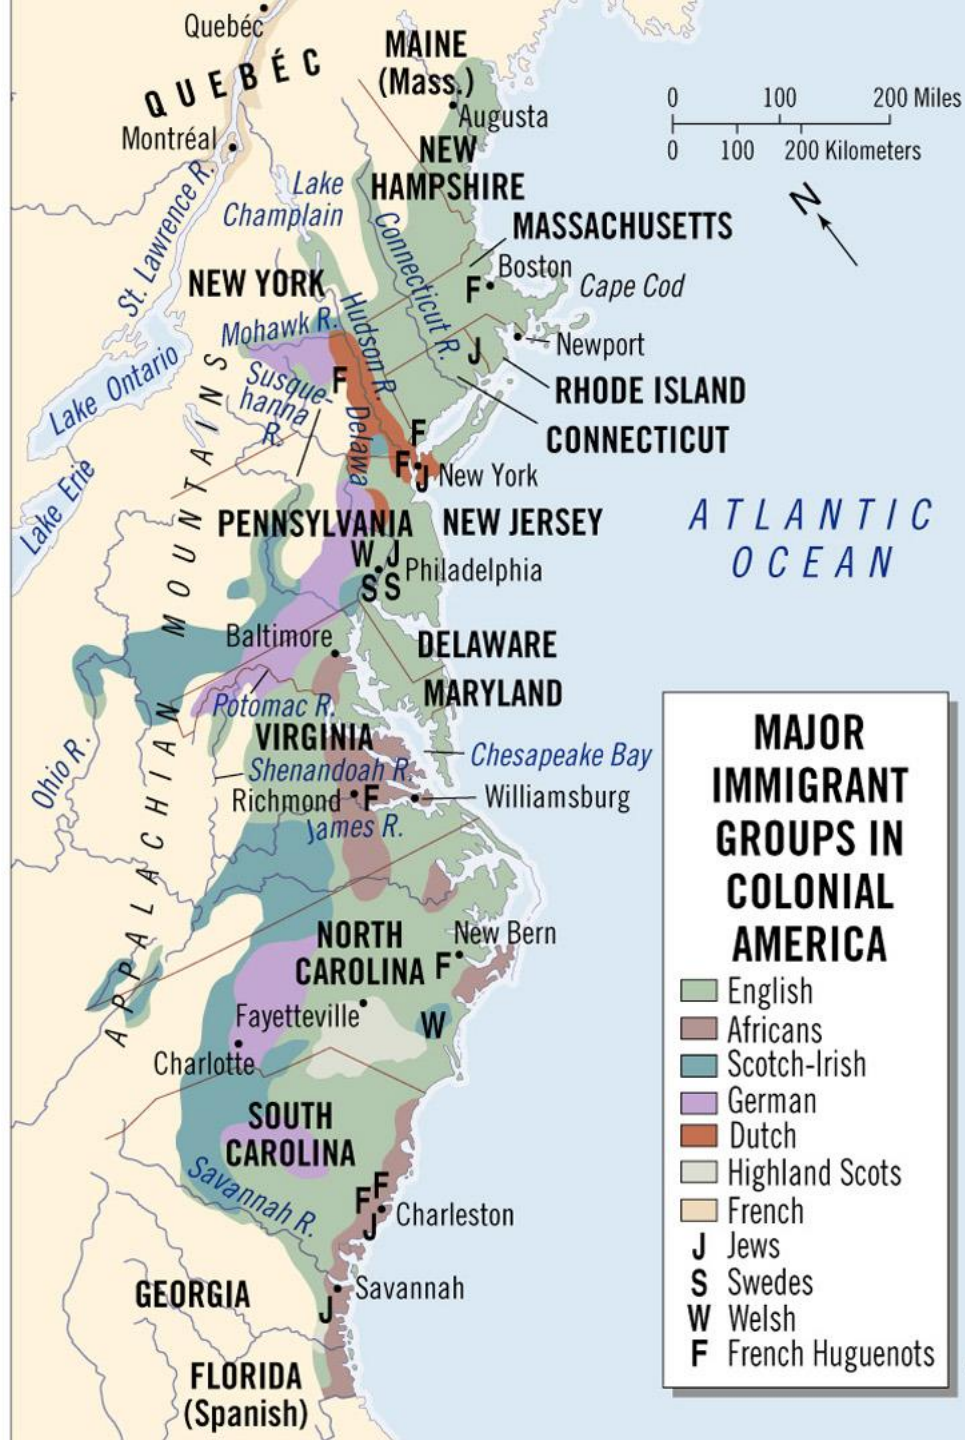 Quebéc
QUEBÉC
MAINE
(Mass.)
Augusta
Montréal
NEW
HAMPSHIRE
0 100 200 Miles
0 100 200 Kilometers
N
Lake
Champlain
St. Lawrence R.
Connecticut R.
MASSACHUSETTS
Boston
F
Cape Cod
NEW YORK
Mohawk R.
Hudson R.
J
Newport
RHODE ISLAND
CONNECTICUT
Lake Ontario
Susque-
hanna
R.
F
Delawa
F
F
J
New York
Lake Erie
APPALACHIAN MOUNTAINS
PENNSYLVANIA
NEW JERSEY
ATLANTIC
OCEAN
W J
Philadelphia
S S
Baltimore
DELAWARE
MARYLAND
Potomac R.
VIRGINIA
Chesapeake Bay
Shenandoah R.
Ohio R.
Richmond
F
Williamsburg
James R.
NORTH
CAROLINA
New Bern
F
Fayetteville
W
Charlotte
SOUTH
CAROLINA
Savannah R.
F
F
J
Charleston
GEORGIA
Savannah
J
FLORIDA
(Spanish)
MAJOR
IMMIGRANT
GROUPS IN
COLONIAL
AMERICA
English
Africans
Scotch-Irish
German
Dutch
Highland Scots
French
J Jews
S Swedes
W Welsh
F French Huguenots